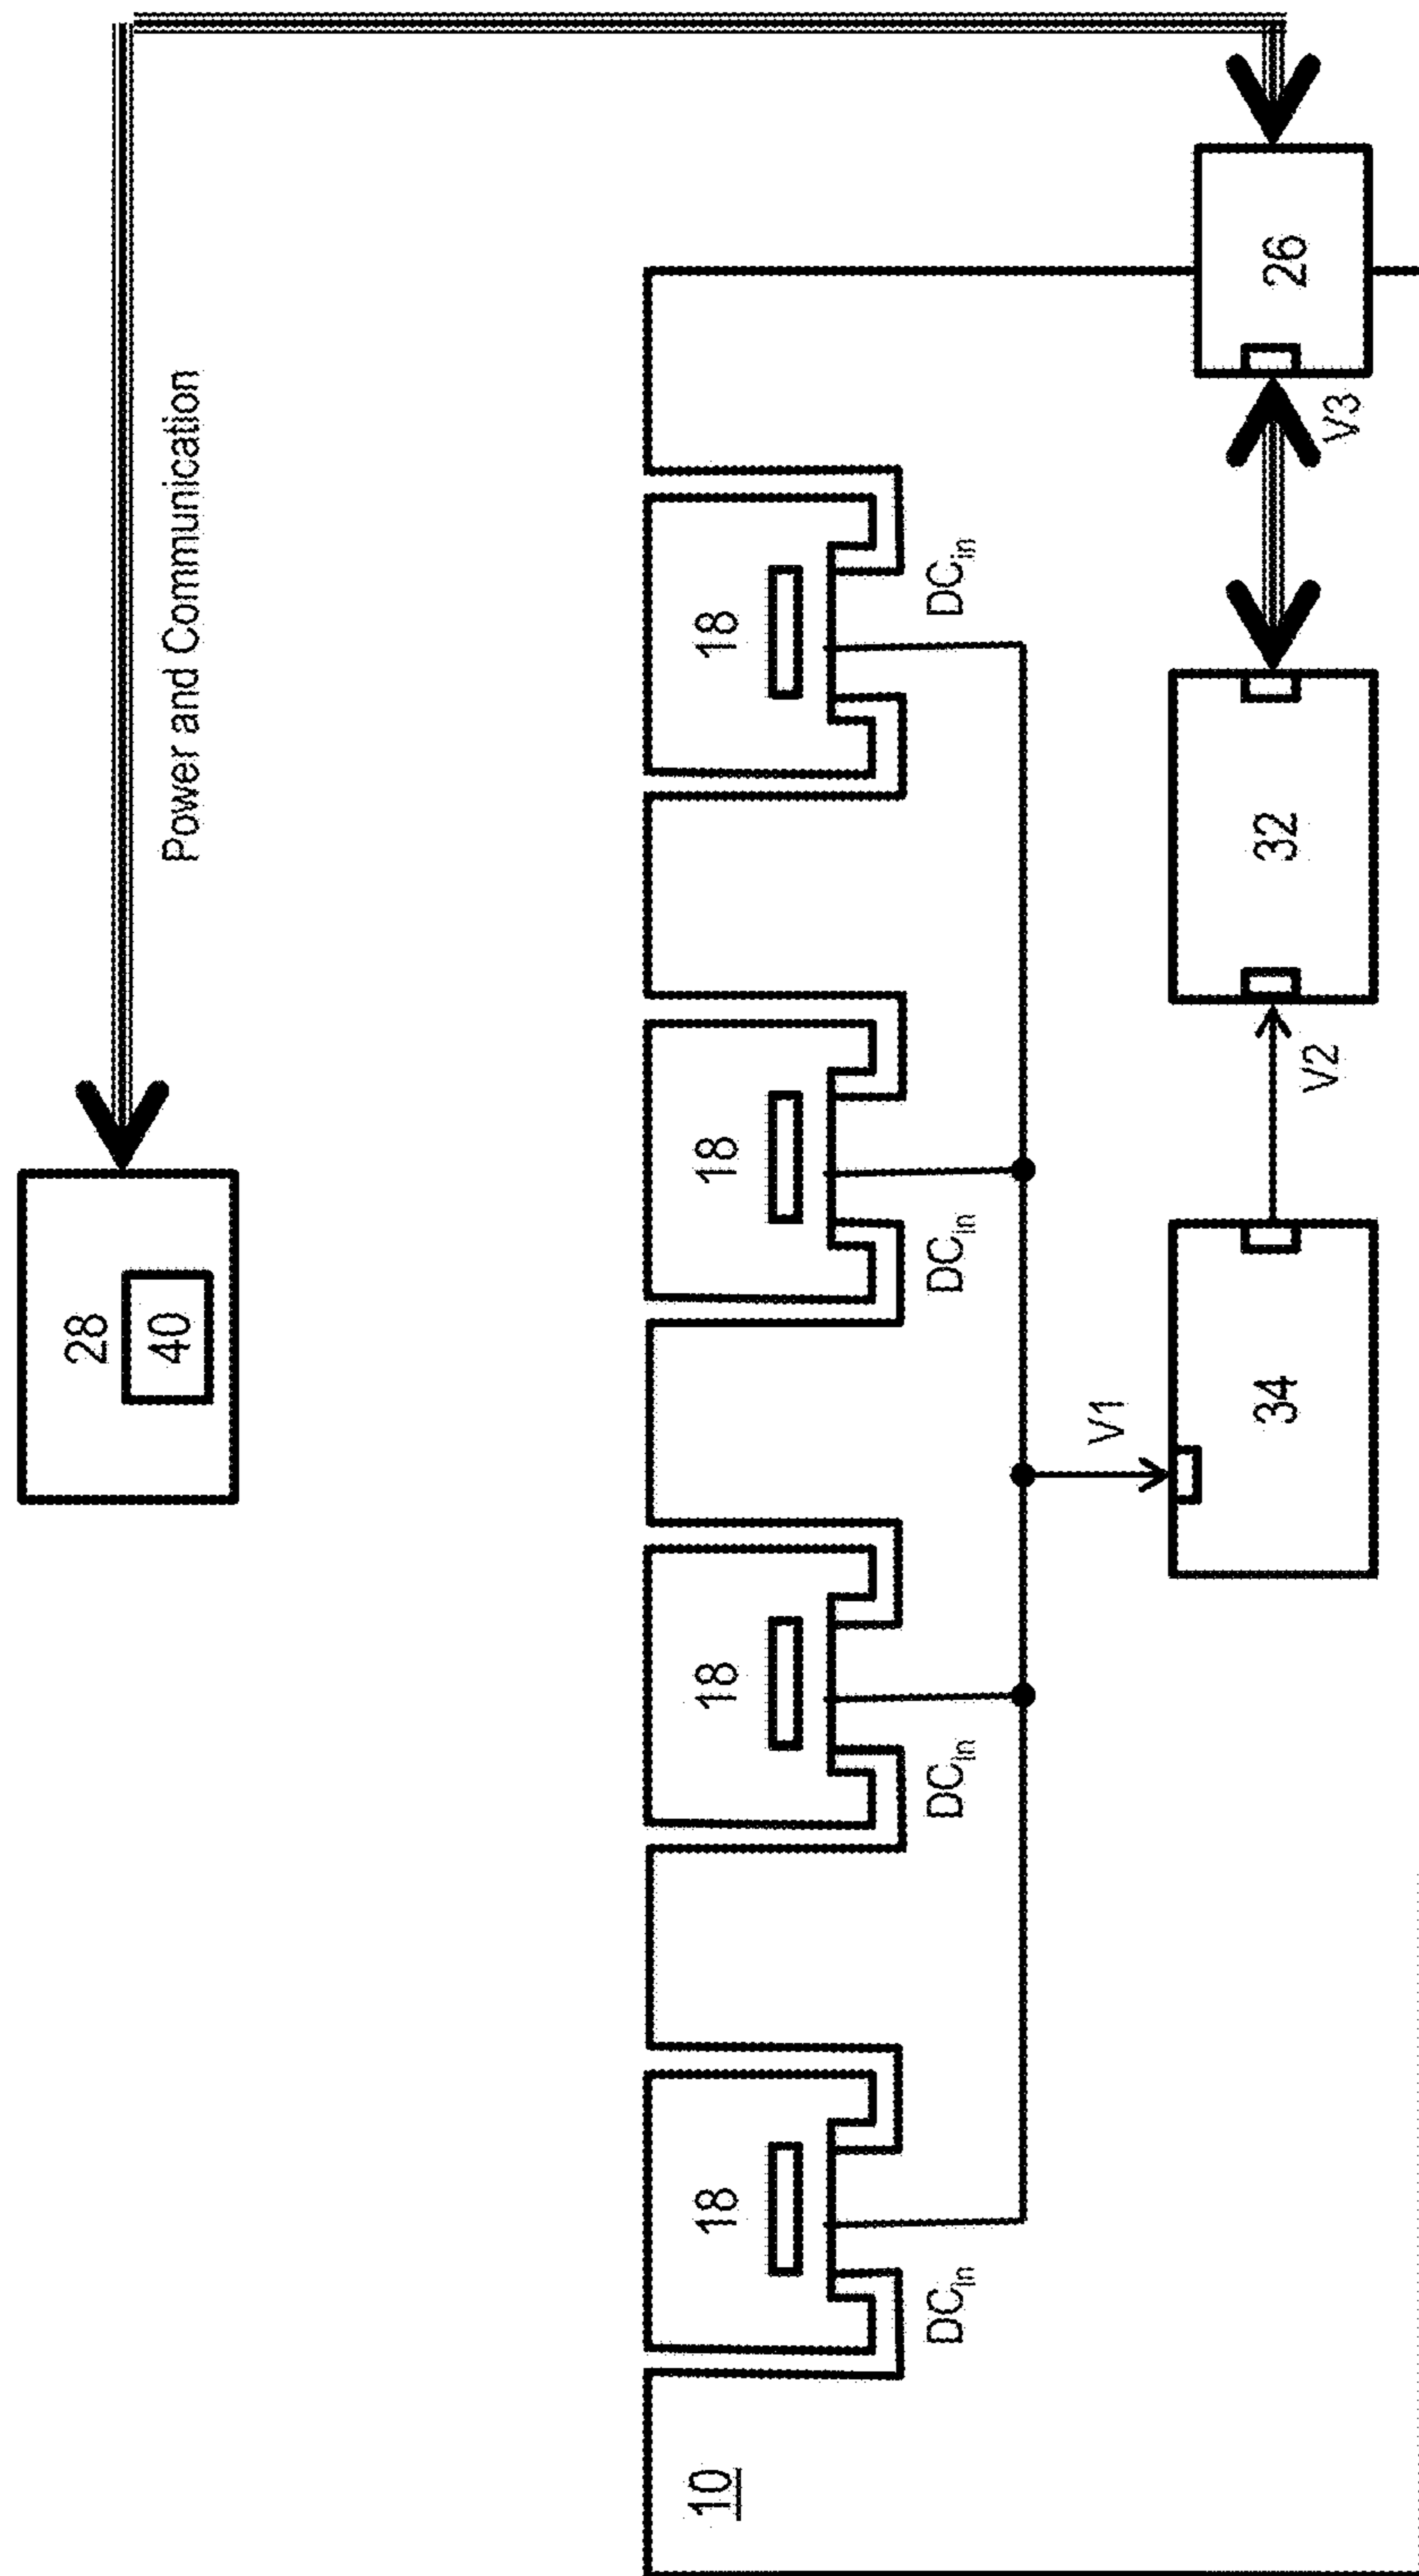 28
40
Power and Communication
10
18
18
18
18
DCin
DCin
DCin
DCin
V1
34
V2
32
V3
26